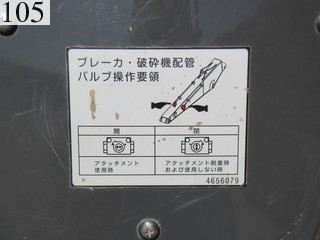 105
ブレーカ・破砕機配管
バルブ操作要領
開
閉
アタッチメント
使用時
アタッチメント脱着時
および使用しない時
4656079